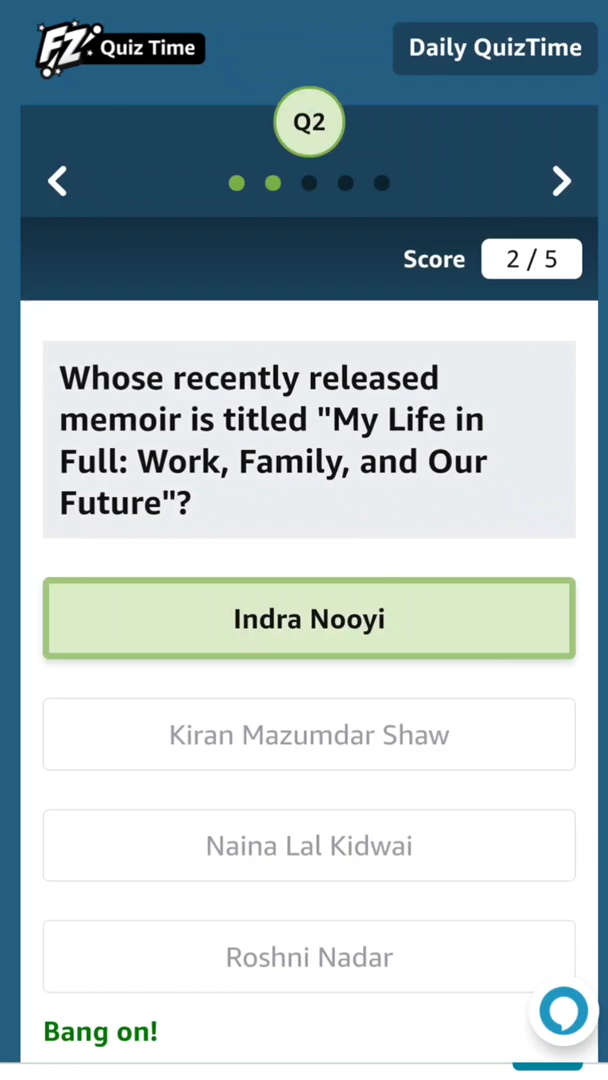 FZ Quiz Time
Daily QuizTime
Q2
Score 2 / 5
Whose recently released
memoir is titled "My Life in
Full: Work, Family, and Our
Future"?
Indra Nooyi
Kiran Mazumdar Shaw
Naina Lal Kidwai
Roshni Nadar
Bang on!